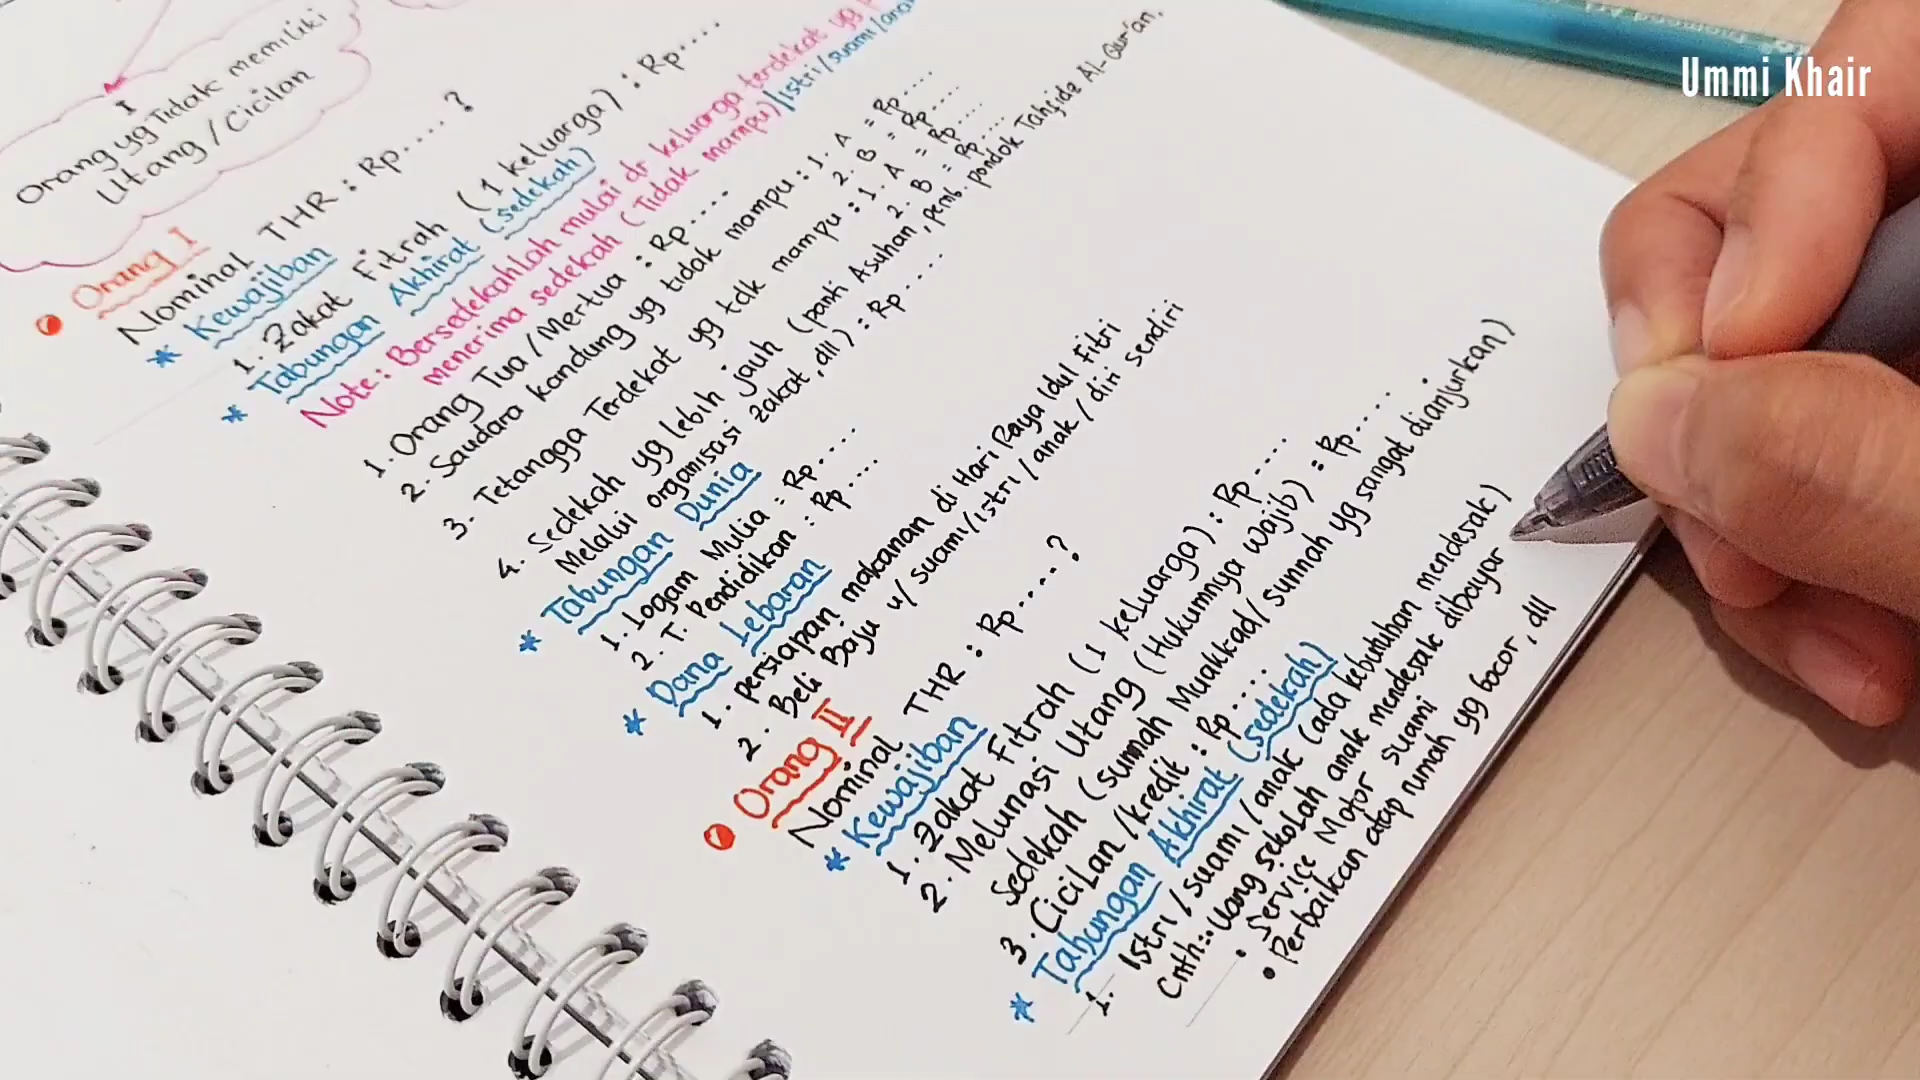 Ummi Khair
I
Orang yg Tidak memiliki
Utang / Cicilan
• Orang I
Nominal THR : Rp.... ?
* Kewajiban
1. Zakat Fitrah (1 keluarga) : Rp....
* Tabungan Akhirat (sedekah)
Note: Bersedekahlah mulai dr keluarga terdekat yg
menerima sedekah (Tidak mampu)/istri/suami/anak
1. Orang Tua/Mertua : Rp....
2. Saudara kandung yg tidak mampu : 1. A = Rp....
2. B = Rp....
3. Tetangga Terdekat yg tdk mampu : 1. A = Rp....
2. B = Rp....
4. Sedekah yg lebih jauh (panti Asuhan, pemb. pondok Tahfide Al-Qur'an,
Melalui organisasi zakat, dll) : Rp....
* Tabungan Dunia
1. Logam Mulia : Rp....
2. T. Pendidikan : Rp....
* Dana Lebaran
1. persiapan makanan di Hari Raya Idul Fitri
2. Beli Baju u/ suami/istri/anak/diri sendiri
• Orang II
Nominal THR : Rp....?
* Kewajiban
1. Zakat Fitrah (1 keluarga) : Rp....
2. Melunasi Utang (Hukumnya Wajib) : Rp....
Sedekah (sunnah Muakkad/sunnah yg sangat dianjurkan)
3. Cicilan /kredit : Rp....
* Tabungan Akhirat (sedekah)
1. Istri/suami/anak (ada kebutuhan mendesak)
Cnth: • Uang sekolah anak mendesak dibayar
• Service Motor suami
• Perbaikan atap rumah yg bocor, dll